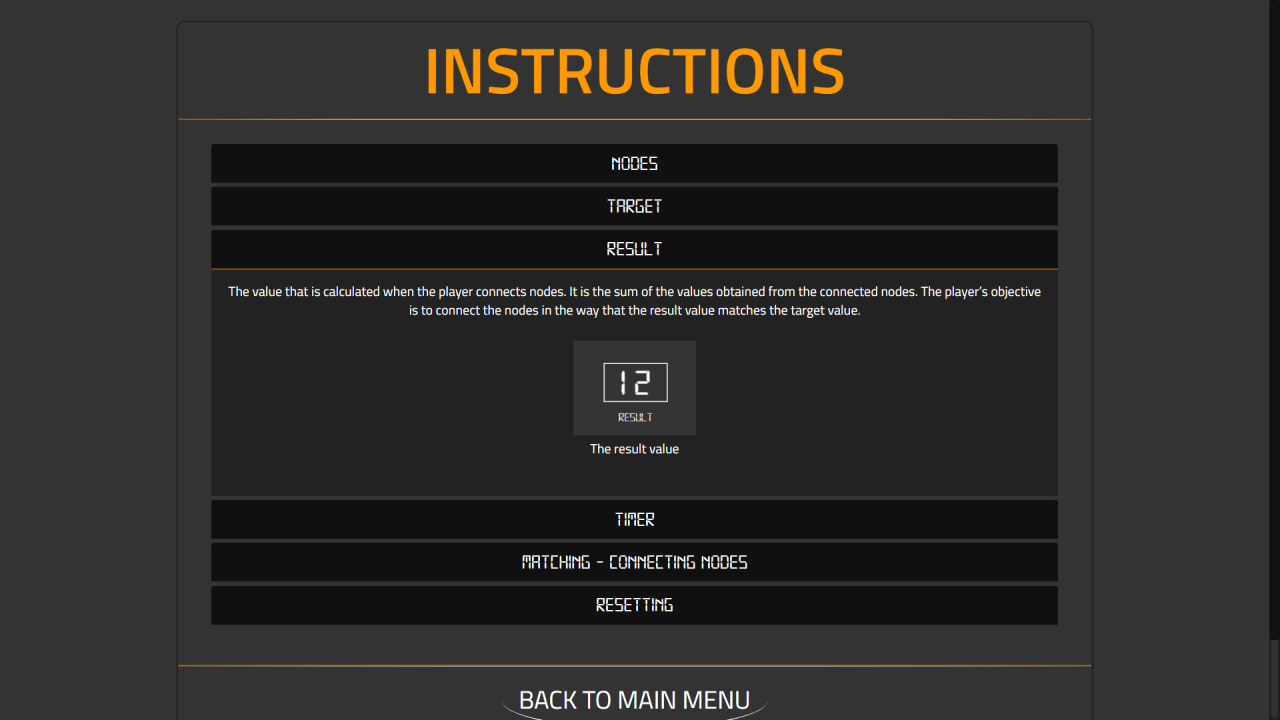 INSTRUCTIONS
NODES
TARGET
RESULT
The value that is calculated when the player connects nodes. It is the sum of the values obtained from the connected nodes. The player's objective
is to connect the nodes in the way that the result value matches the target value.
12
RESULT
The result value
TIMER
MATCHING - CONNECTING NODES
RESETTING
BACK TO MAIN MENU